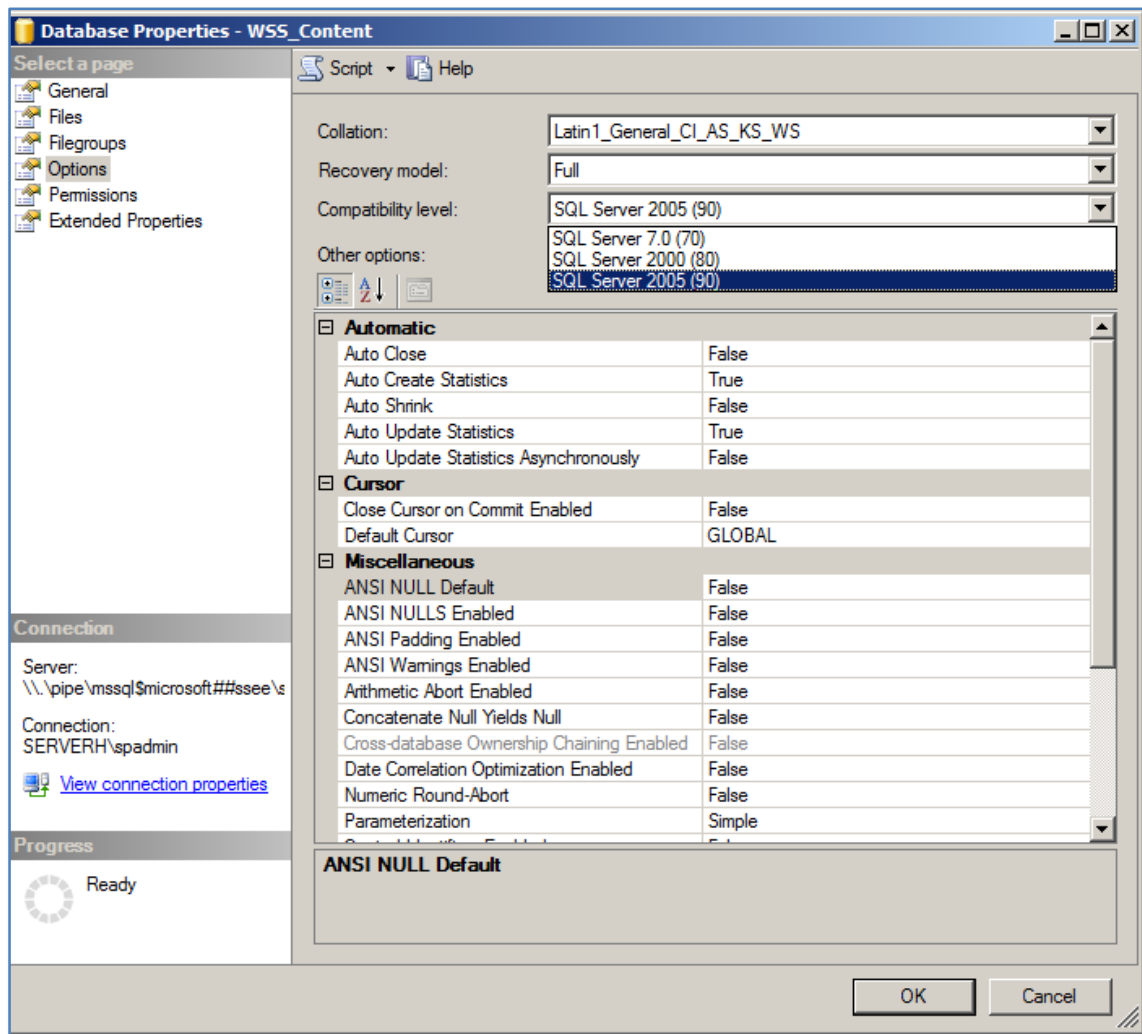 Database Properties - WSS_Content
Select a page
General
Files
Filegroups
Options
Permissions
Extended Properties
Script
Help
Collation: Latin1_General_CI_AS_KS_WS
Recovery model: Full
Compatibility level: SQL Server 2005 (90)
SQL Server 7.0 (70)
Other options:
SQL Server 2000 (80)
SQL Server 2005 (90)
Automatic
Auto Close False
Auto Create Statistics True
Auto Shrink False
Auto Update Statistics True
Auto Update Statistics Asynchronously False
Cursor
Close Cursor on Commit Enabled False
Default Cursor GLOBAL
Miscellaneous
ANSI NULL Default False
ANSI NULLS Enabled False
ANSI Padding Enabled False
ANSI Warnings Enabled False
Arithmetic Abort Enabled False
Concatenate Null Yields Null False
Cross-database Ownership Chaining Enabled False
Date Correlation Optimization Enabled False
Numeric Round-Abort False
Parameterization Simple
ANSI NULL Default
Connection
Server:
\\.\pipe\mssql$microsoft##ssee\s
Connection:
SERVERH\spadmin
View connection properties
Progress
Ready
OK
Cancel